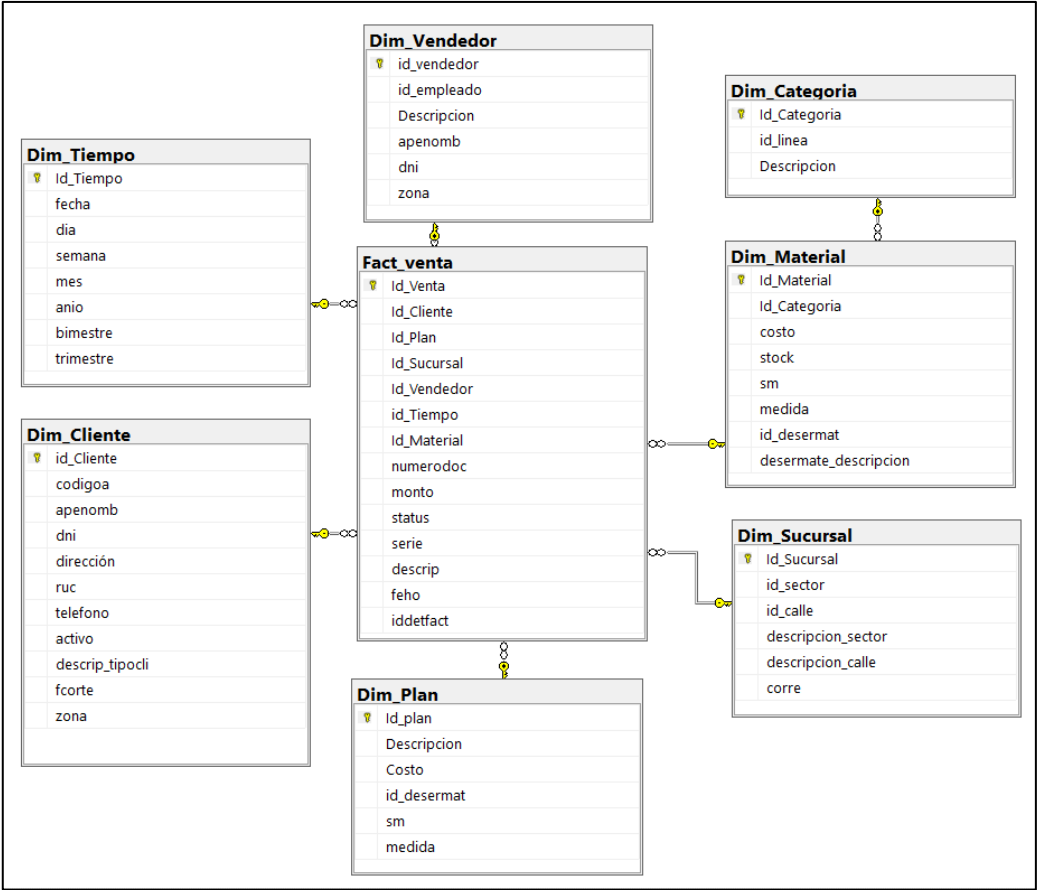 Dim_Vendedor
id_vendedor
id_empleado
Descripcion
apenomb
dni
zona
Dim_Categoria
Id_Categoria
id_linea
Descripcion
Dim_Tiempo
Id_Tiempo
fecha
dia
semana
mes
anio
bimestre
trimestre
Fact_venta
Id_Venta
Id_Cliente
Id_Plan
Id_Sucursal
Id_Vendedor
id_Tiempo
Id_Material
numerodoc
monto
status
serie
descrip
feho
iddetfact
Dim_Material
Id_Material
Id_Categoria
costo
stock
sm
medida
id_desermat
desermate_descripcion
Dim_Cliente
id_Cliente
codigoa
apenomb
dni
dirección
ruc
telefono
activo
descrip_tipocli
fcorte
zona
Dim_Sucursal
Id_Sucursal
id_sector
id_calle
descripcion_sector
descripcion_calle
corre
Dim_Plan
Id_plan
Descripcion
Costo
id_desermat
sm
medida